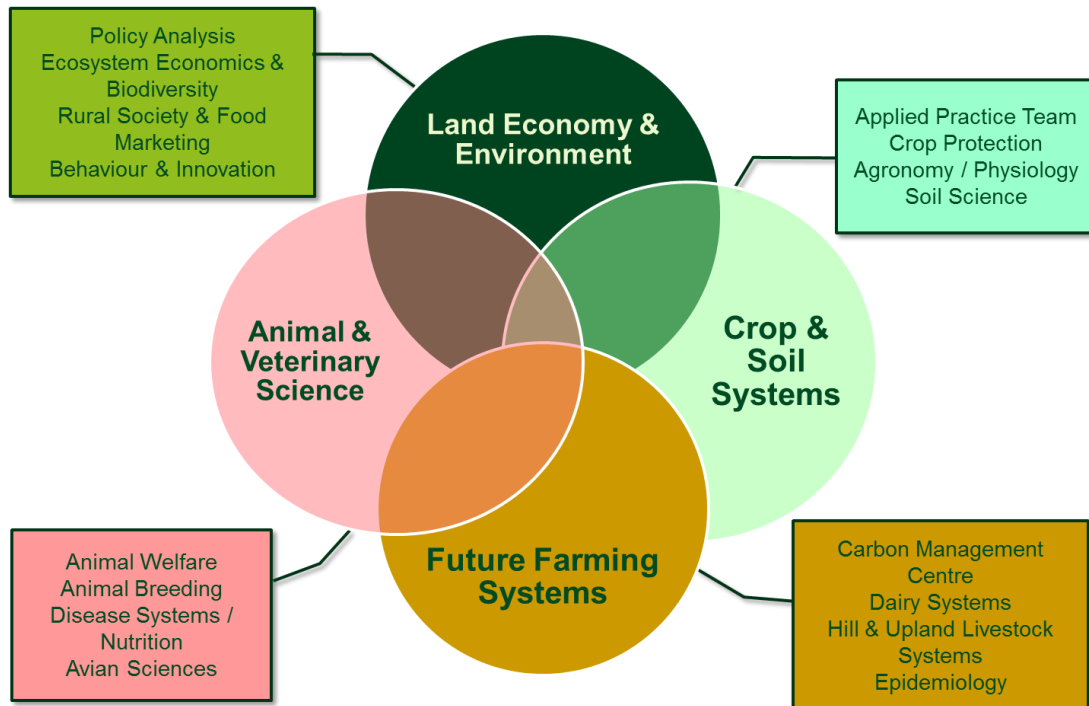 Policy Analysis
Ecosystem Economics &
Biodiversity
Rural Society & Food
Marketing
Behaviour & Innovation
Land Economy &
Environment
Applied Practice Team
Crop Protection
Agronomy / Physiology
Soil Science
Animal &
Veterinary
Science
Crop &
Soil
Systems
Future Farming
Systems
Animal Welfare
Animal Breeding
Disease Systems /
Nutrition
Avian Sciences
Carbon Management
Centre
Dairy Systems
Hill & Upland Livestock
Systems
Epidemiology